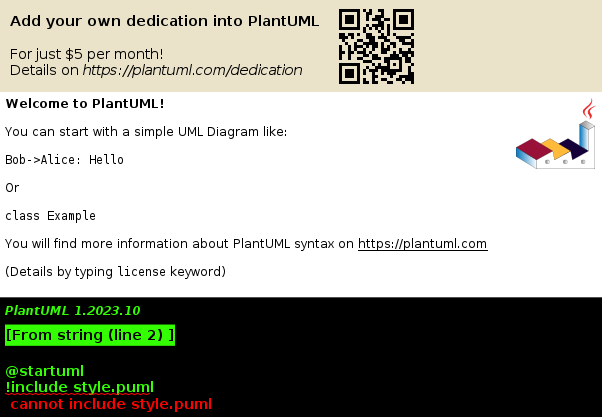 Add your own dedication into PlantUML
For just $5 per month!
Details on https://plantuml.com/dedication
Welcome to PlantUML!
You can start with a simple UML Diagram like:
Bob->Alice: Hello
Or
class Example
You will find more information about PlantUML syntax on https://plantuml.com
(Details by typing license keyword)
PlantUML 1.2023.10
[From string (line 2) ]
@startuml
!include style.puml
cannot include style.puml